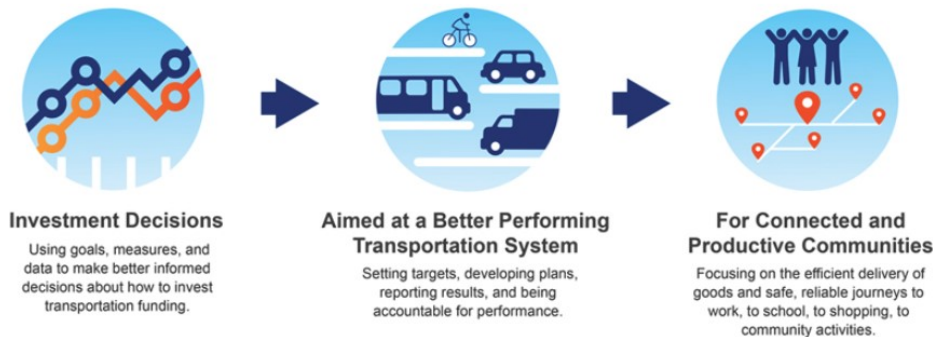 Investment Decisions
Using goals, measures, and
data to make better informed
decisions about how to invest
transportation funding.
Aimed at a Better Performing
Transportation System
Setting targets, developing plans,
reporting results, and being
accountable for performance.
For Connected and
Productive Communities
Focusing on the efficient delivery of
goods and safe, reliable journeys to
work, to school, to shopping, to
community activities.